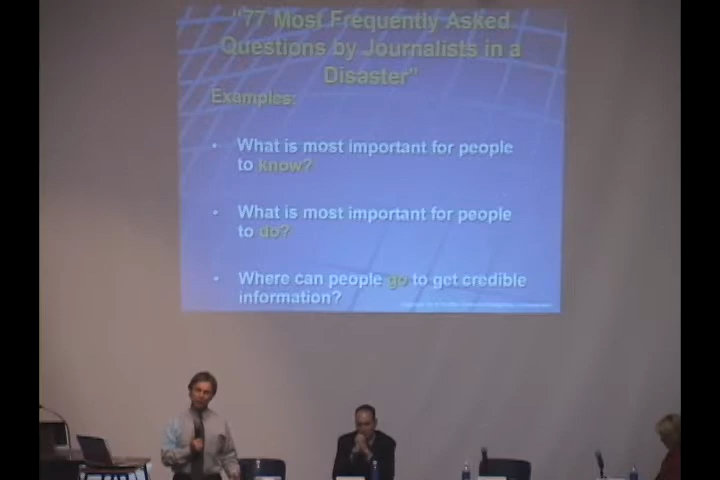 "77 Most Frequently Asked
Questions by Journalists in a
Disaster"
Examples:
• What is most important for people
to know?
• What is most important for people
to do?
• Where can people go to get credible
information?